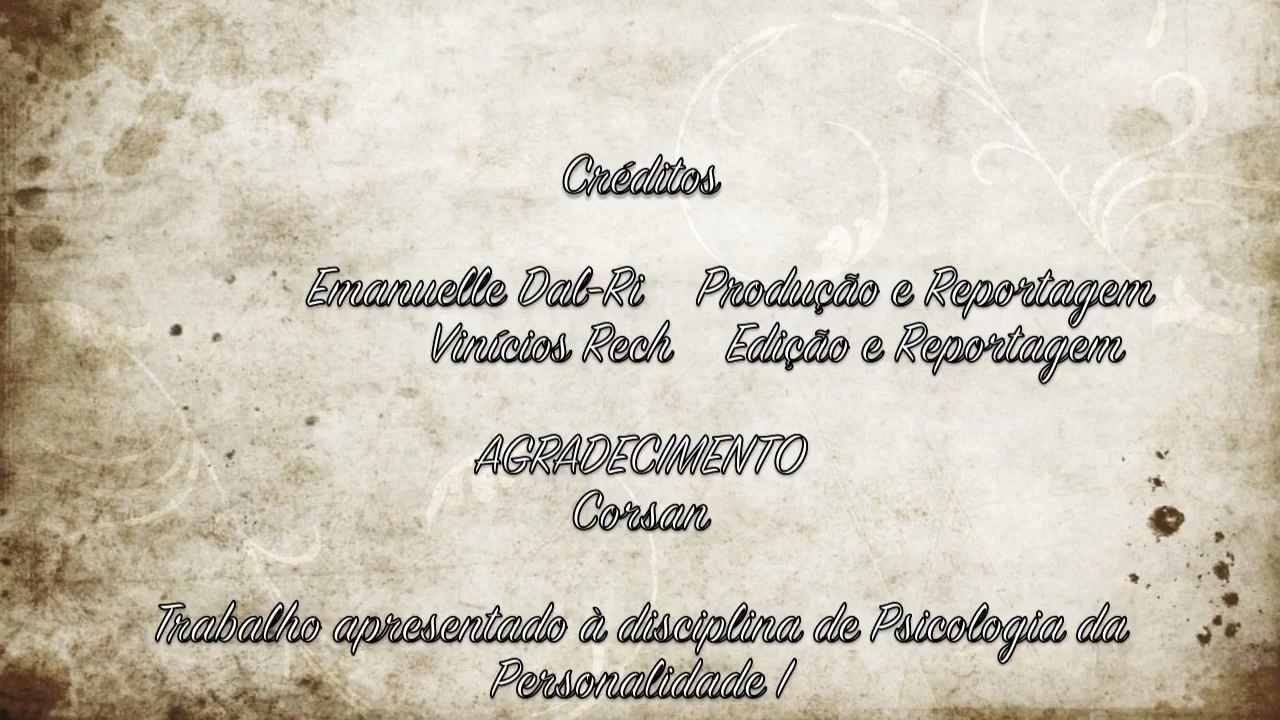 Créditos
Emanuelle Dal-Ri Produção e Reportagem
Vinícios Rech Edição e Reportagem
AGRADECIMENTO
Corsan
Trabalho apresentado à disciplina de Psicologia da
Personalidade I